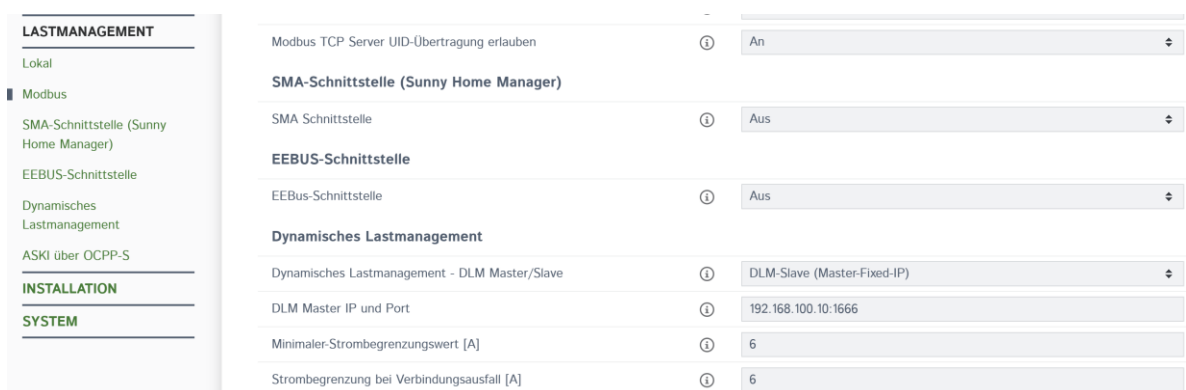 LASTMANAGEMENT
Lokal
Modbus
SMA-Schnittstelle (Sunny
Home Manager)
EEBUS-Schnittstelle
Dynamisches
Lastmanagement
ASKI über OCPP-S
INSTALLATION
SYSTEM
Modbus TCP Server UID-Übertragung erlauben An
SMA-Schnittstelle (Sunny Home Manager)
SMA Schnittstelle Aus
EEBUS-Schnittstelle
EEBus-Schnittstelle Aus
Dynamisches Lastmanagement
Dynamisches Lastmanagement - DLM Master/Slave DLM-Slave (Master-Fixed-IP)
DLM Master IP und Port 192.168.100.10:1666
Minimaler-Strombegrenzungswert [A] 6
Strombegrenzung bei Verbindungsausfall [A] 6